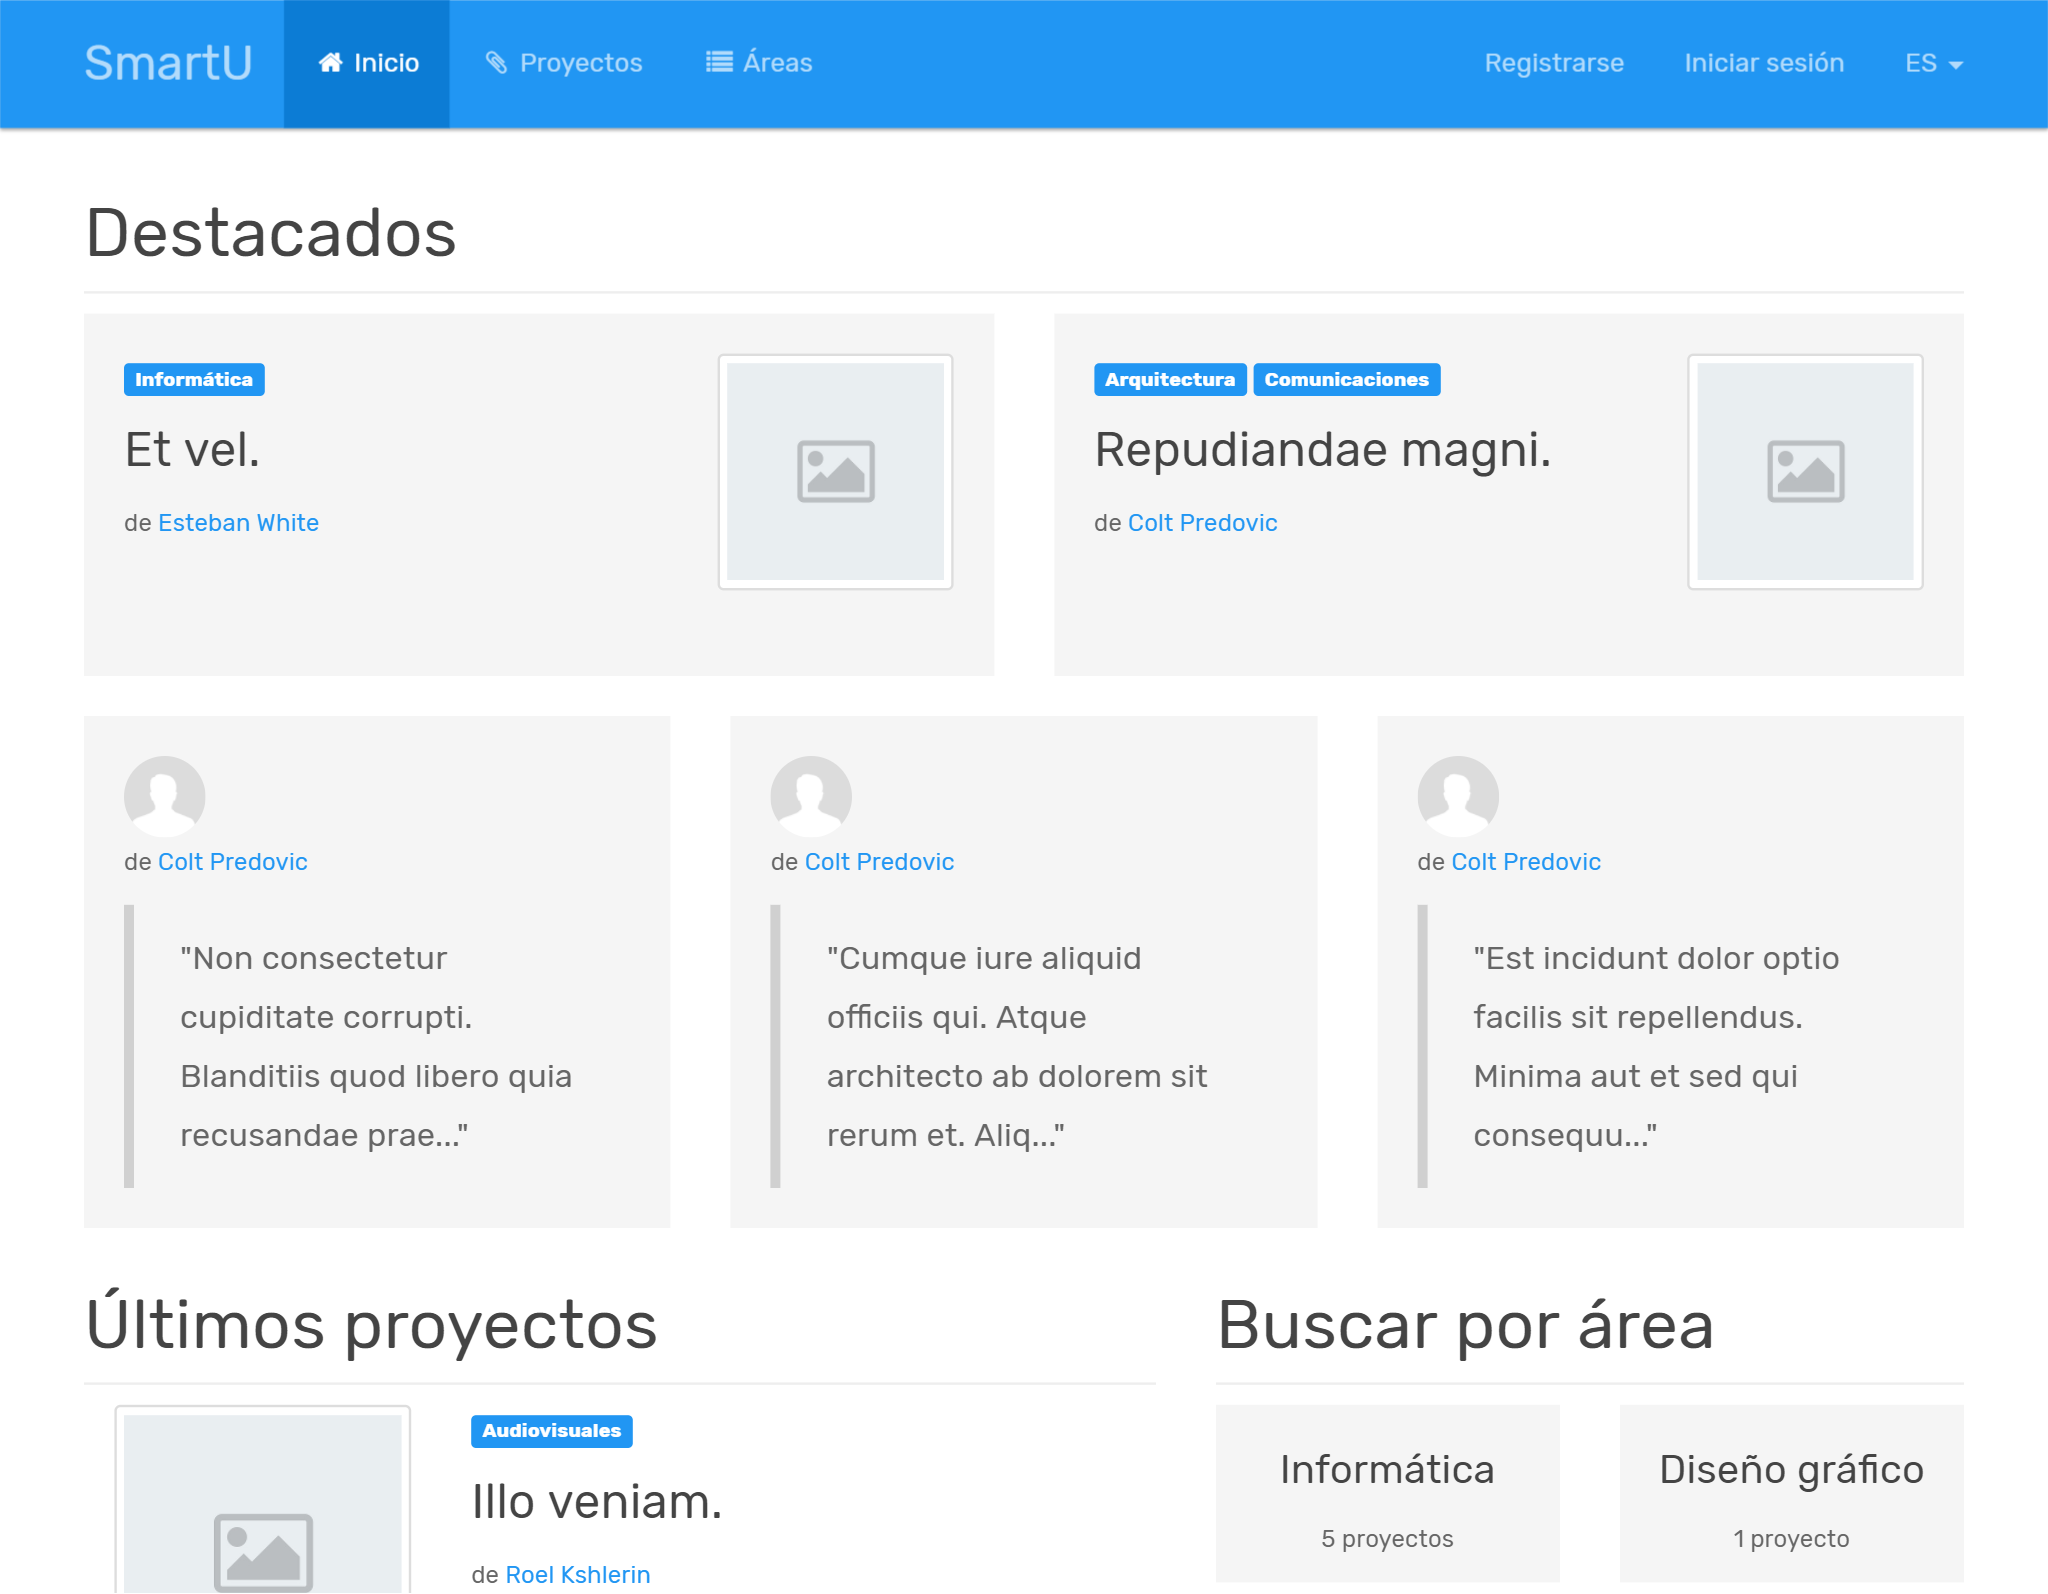 SmartU Inicio Proyectos Áreas Registrarse Iniciar sesión ES
Destacados
Informática
Et vel.
de Esteban White
Arquitectura Comunicaciones
Repudiandae magni.
de Colt Predovic
de Colt Predovic
"Non consectetur
cupiditate corrupti.
Blanditiis quod libero quia
recusandae prae..."
de Colt Predovic
"Cumque iure aliquid
officiis qui. Atque
architecto ab dolorem sit
rerum et. Aliq..."
de Colt Predovic
"Est incidunt dolor optio
facilis sit repellendus.
Minima aut et sed qui
consequu..."
Últimos proyectos
Audiovisuales
Illo veniam.
de Roel Kshlerin
Buscar por área
Informática
5 proyectos
Diseño gráfico
1 proyecto